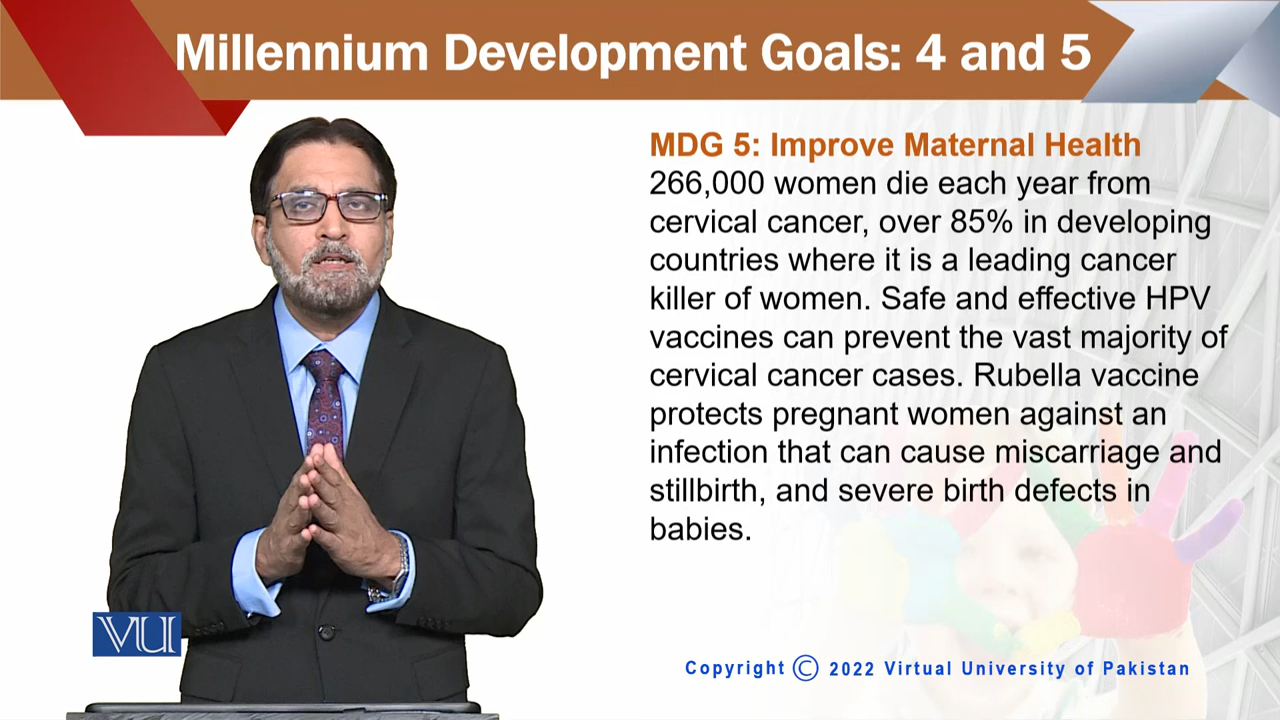 Millennium Development Goals: 4 and 5
MDG 5: Improve Maternal Health
266,000 women die each year from
cervical cancer, over 85% in developing
countries where it is a leading cancer
killer of women. Safe and effective HPV
vaccines can prevent the vast majority of
cervical cancer cases. Rubella vaccine
protects pregnant women against an
infection that can cause miscarriage and
stillbirth, and severe birth defects in
babies.
VU
Copyright © 2022 Virtual University of Pakistan